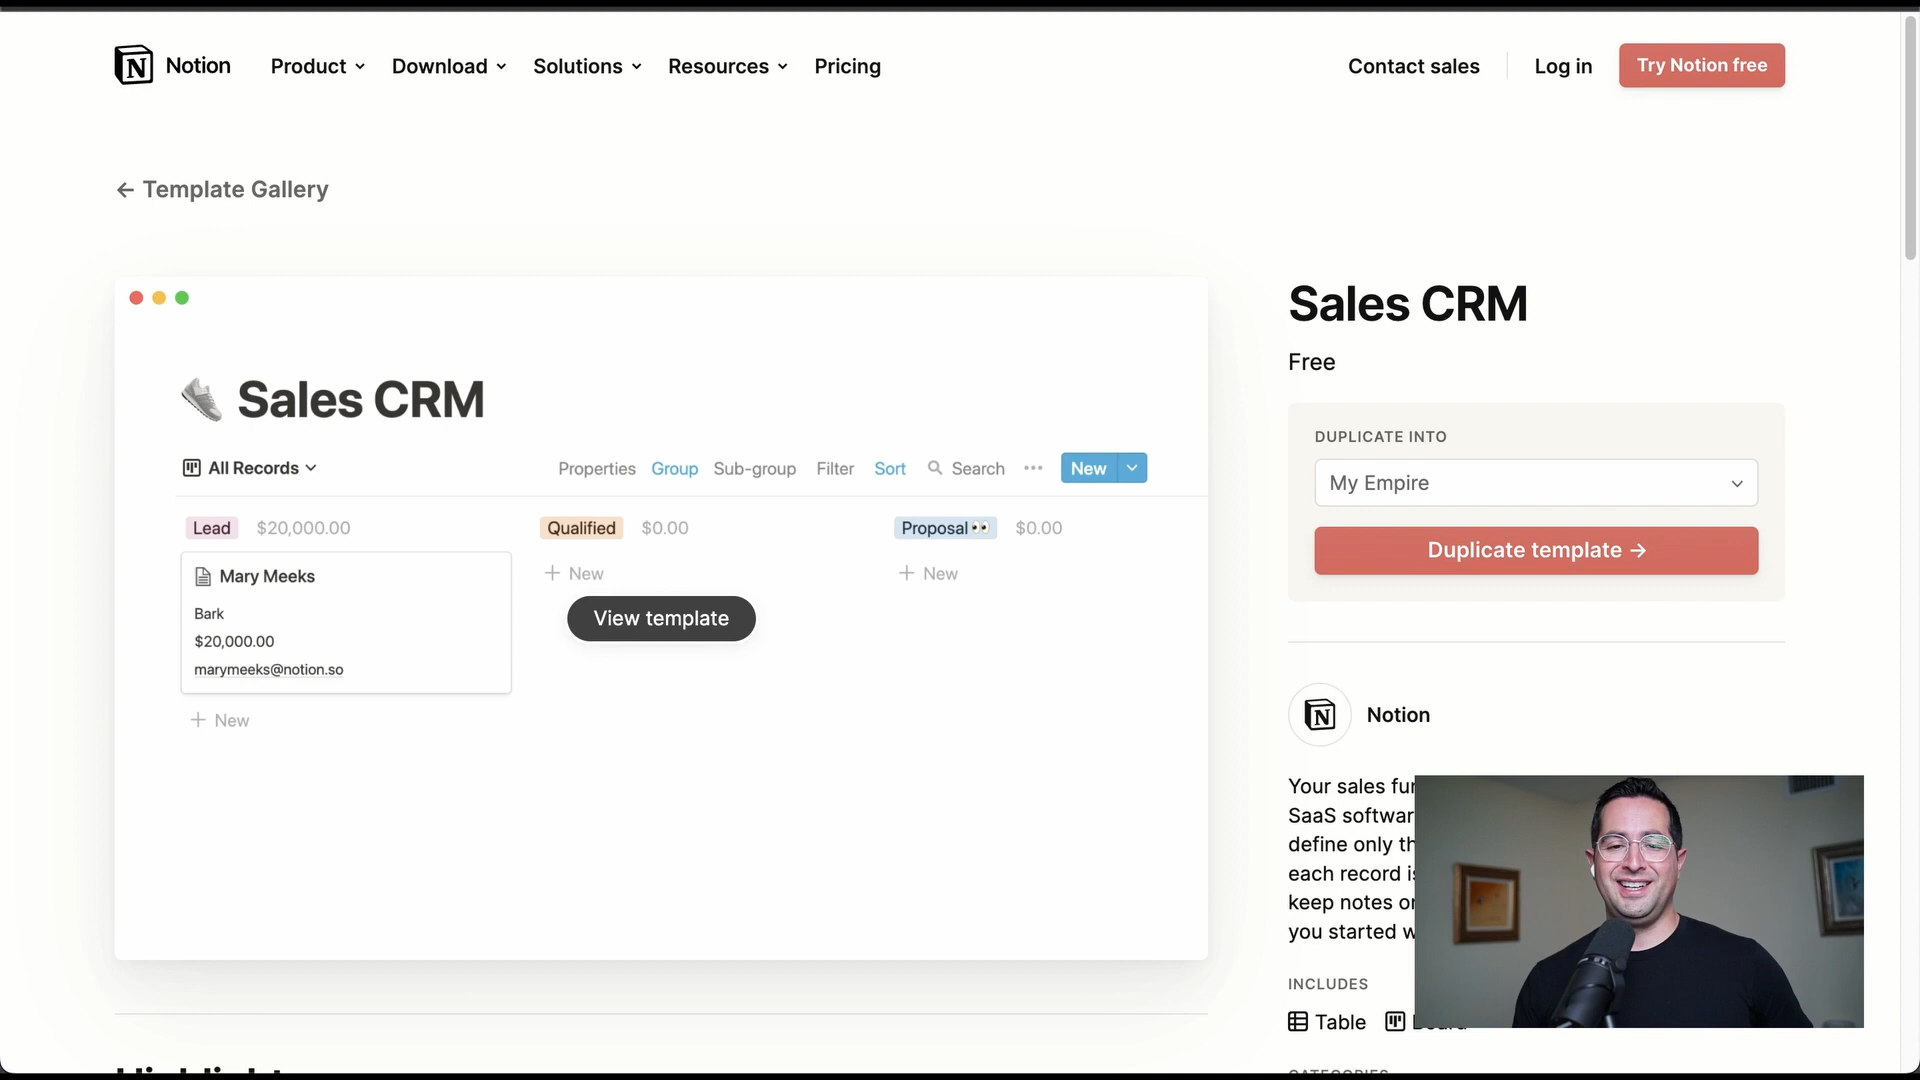 Notion Product Download Solutions Resources Pricing Contact sales Log in Try Notion free
← Template Gallery
Sales CRM
All Records Properties Group Sub-group Filter Sort Search ••• New
Lead $20,000.00 Qualified $0.00 Proposal 👀 $0.00
Mary Meeks
Bark
$20,000.00
marymeeks@notion.so
+ New
+ New
+ New
View template
Sales CRM
Free
DUPLICATE INTO
My Empire
Duplicate template →
Notion
Your sales
SaaS
define only
each record
keep notes
you started
INCLUDES
Table